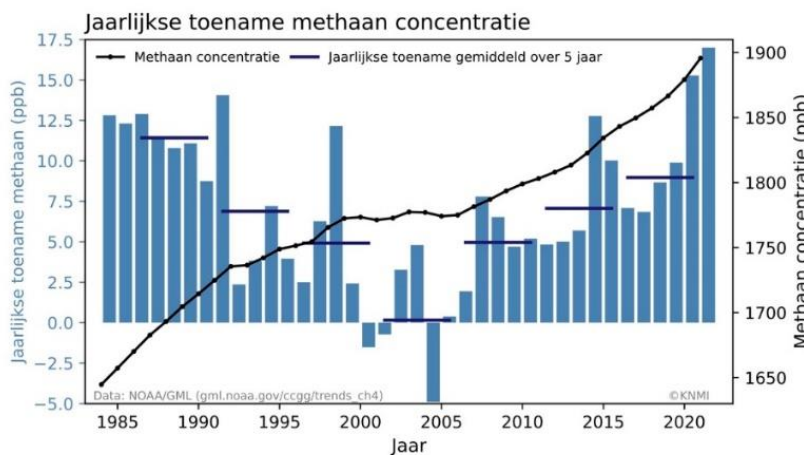 Jaarlijkse toename methaan concentratie
Methaan concentratie
Jaarlijkse toename gemiddeld over 5 jaar
Jaarlijkse toename methaan (ppb)
17.5
15.0
12.5
10.0
7.5
5.0
2.5
0.0
−2.5
−5.0
Methaan concentratie (ppb)
1900
1850
1800
1750
1700
1650
Data: NOAA/GML (gml.noaa.gov/ccgg/trends_ch4)
©KNMI
1985 1990 1995 2000 2005 2010 2015 2020
Jaar